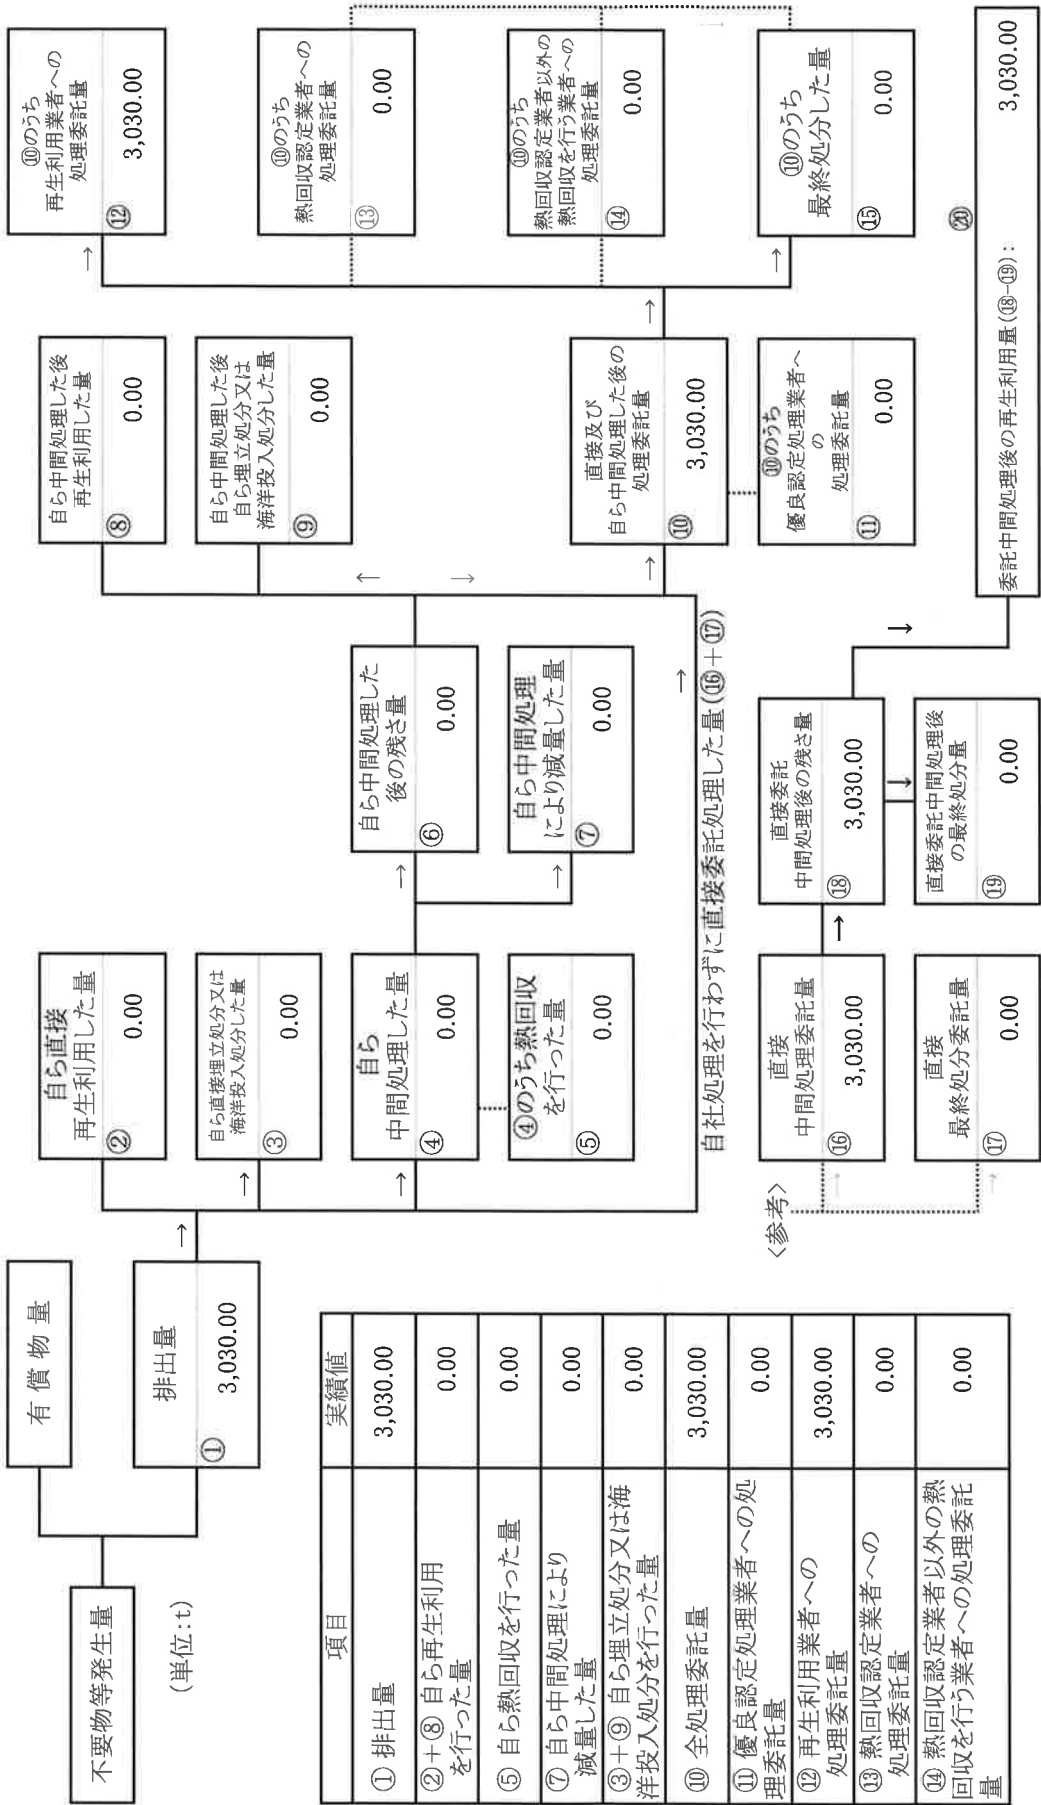 不要物等発生量
(単位:t)
有償物量
排出量
① 3,030.00
→
自ら直接
再生利用した量
② 0.00
→
自ら直接埋立処分又は
海洋投入処分した量
③ 0.00
→
自ら
中間処理した量
④ 0.00
④のうち熱回収
を行った量
⑤ 0.00
→
自ら中間処理した
後の残さ量
⑥ 0.00
→
自ら中間処理
により減量した量
⑦ 0.00
自ら中間処理した後
再生利用した量
⑧ 0.00
自ら中間処理した後
自ら埋立処分又は
海洋投入処分した量
⑨ 0.00
→
自社処理を行わずに直接委託処理した量(⑯+⑰)
→
直接及び
自ら中間処理した後の
処理委託量
⑩ 3,030.00
⑩のうち
優良認定処理業者へ
の
処理委託量
⑪ 0.00
→
→
⑩のうち
再生利用業者への
処理委託量
⑫ 3,030.00
⑩のうち
熱回収認定業者への
処理委託量
⑬ 0.00
⑩のうち
熱回収認定業者以外の
熱回収を行う業者への
処理委託量
⑭ 0.00
→
⑩のうち
最終処分した量
⑮ 0.00
項目 実績値
① 排出量 3,030.00
②+⑧ 自ら再生利用
を行った量 0.00
⑤ 自ら熱回収を行った量 0.00
⑦ 自ら中間処理により
減量した量 0.00
③+⑨ 自ら埋立処分又は海
洋投入処分を行った量 0.00
⑩ 全処理委託量 3,030.00
⑪ 優良認定処理業者への処
理委託量 0.00
⑫ 再生利用業者への
処理委託量 3,030.00
⑬ 熱回収認定業者への
処理委託量 0.00
⑭ 熱回収認定業者以外の熱
回収を行う業者への処理委託
量 0.00
<参考>
直接
中間処理委託量
⑯ 3,030.00
直接
最終処分委託量
⑰ 0.00
→
直接委託
中間処理後の残さ量
⑱ 3,030.00
直接委託中間処理後
の最終処分量
⑲ 0.00
⑳
委託中間処理後の再生利用量(⑱-⑲): 3,030.00